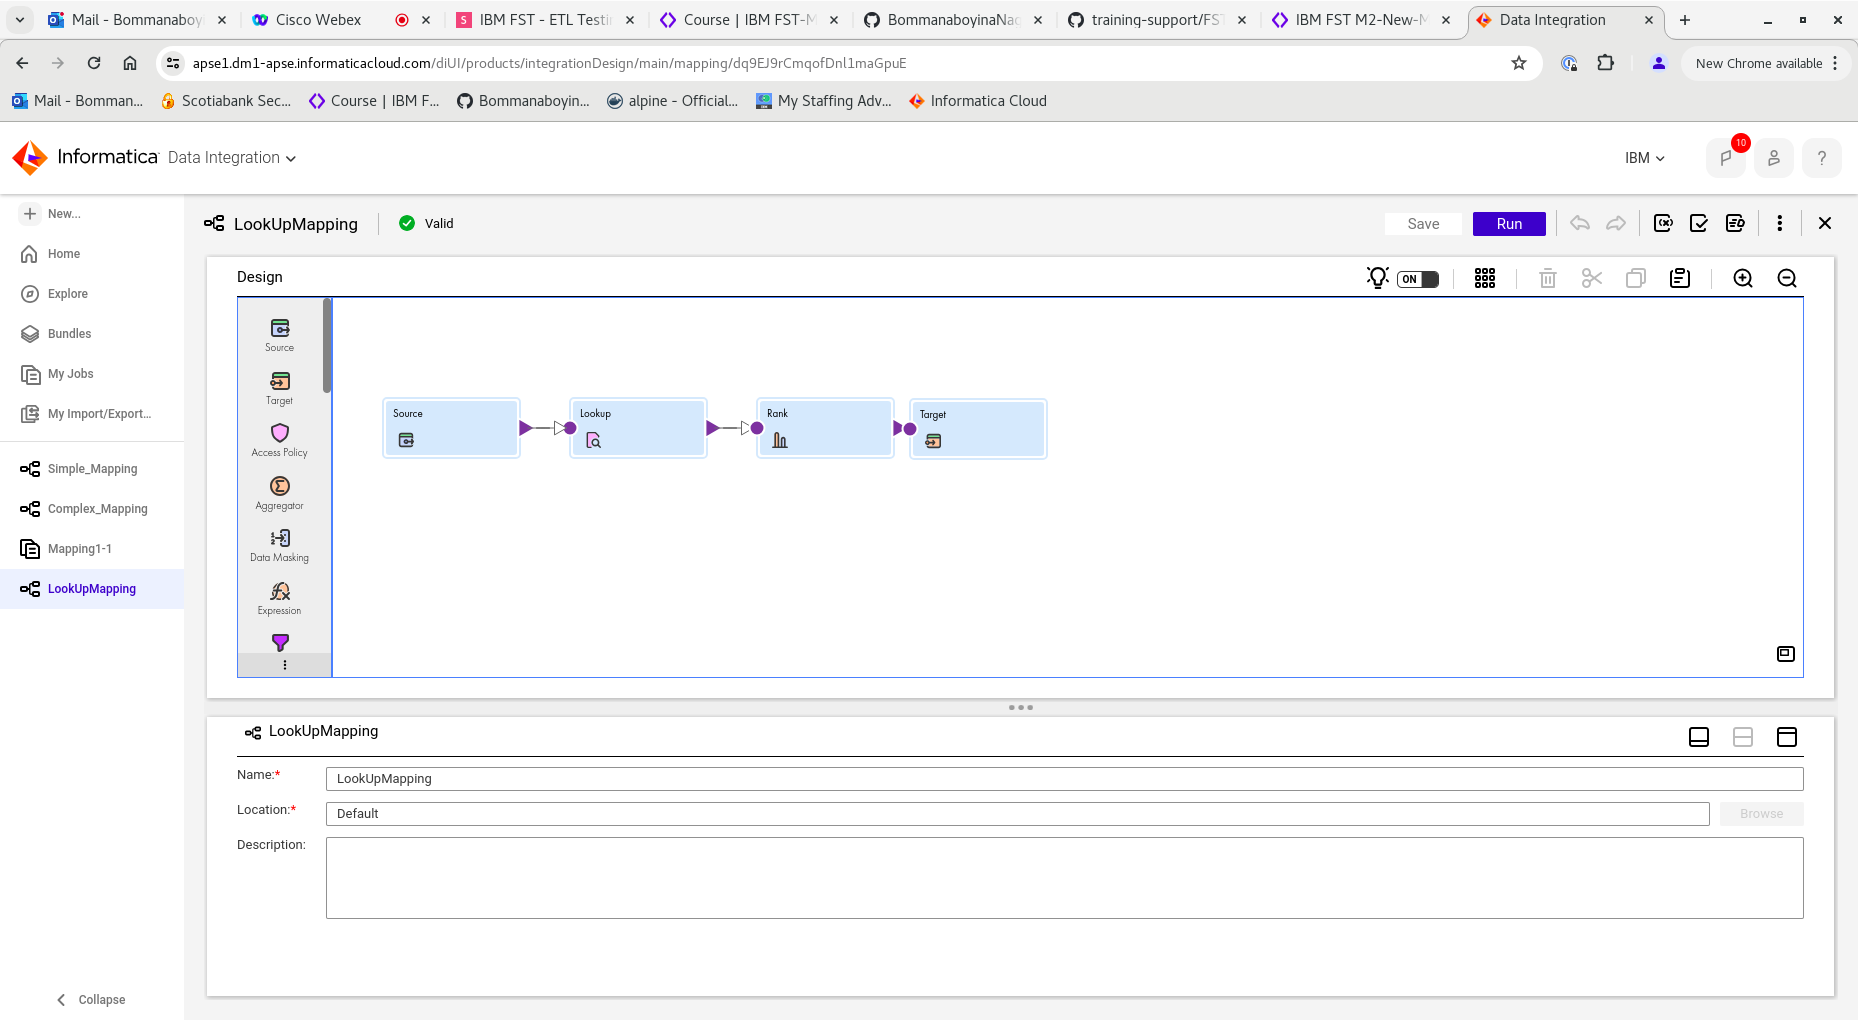 Mail - Bommanaboyi
Cisco Webex
IBM FST - ETL Testi
Course | IBM FST-M
BommanaboyinaNac
training-support/FST
IBM FST M2-New-M
Data Integration
apse1.dm1-apse.informaticacloud.com/diUI/products/integrationDesign/main/mapping/dq9EJ9rCmqofDnl1maGpuE
New Chrome available
Mail - Bomman...
Scotiabank Sec...
Course | IBM F...
Bommanaboyin...
alpine - Official...
My Staffing Adv...
Informatica Cloud
Informatica
Data Integration
IBM
10
?
New...
Home
Explore
Bundles
My Jobs
My Import/Export...
Simple_Mapping
Complex_Mapping
Mapping1-1
LookUpMapping
Collapse
LookUpMapping
Valid
Save
Run
Design
ON
Source
Target
Access Policy
Aggregator
Data Masking
Expression
Source
Lookup
Rank
Target
LookUpMapping
Name:*
LookUpMapping
Location:*
Default
Browse
Description: